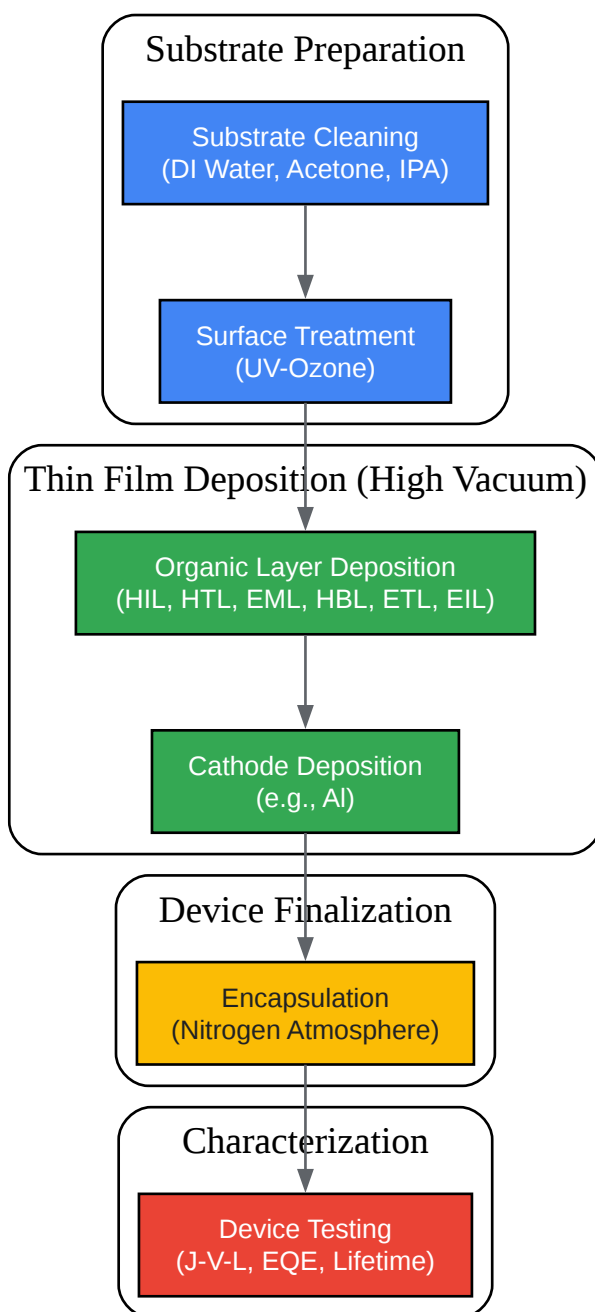 Substrate Preparation
Substrate Cleaning
(DI Water, Acetone, IPA)
Surface Treatment
(UV-Ozone)
Thin Film Deposition (High Vacuum)
Organic Layer Deposition
(HIL, HTL, EML, HBL, ETL, EIL)
Cathode Deposition
(e.g., Al)
Device Finalization
Encapsulation
(Nitrogen Atmosphere)
Characterization
Device Testing
(J-V-L, EQE, Lifetime)